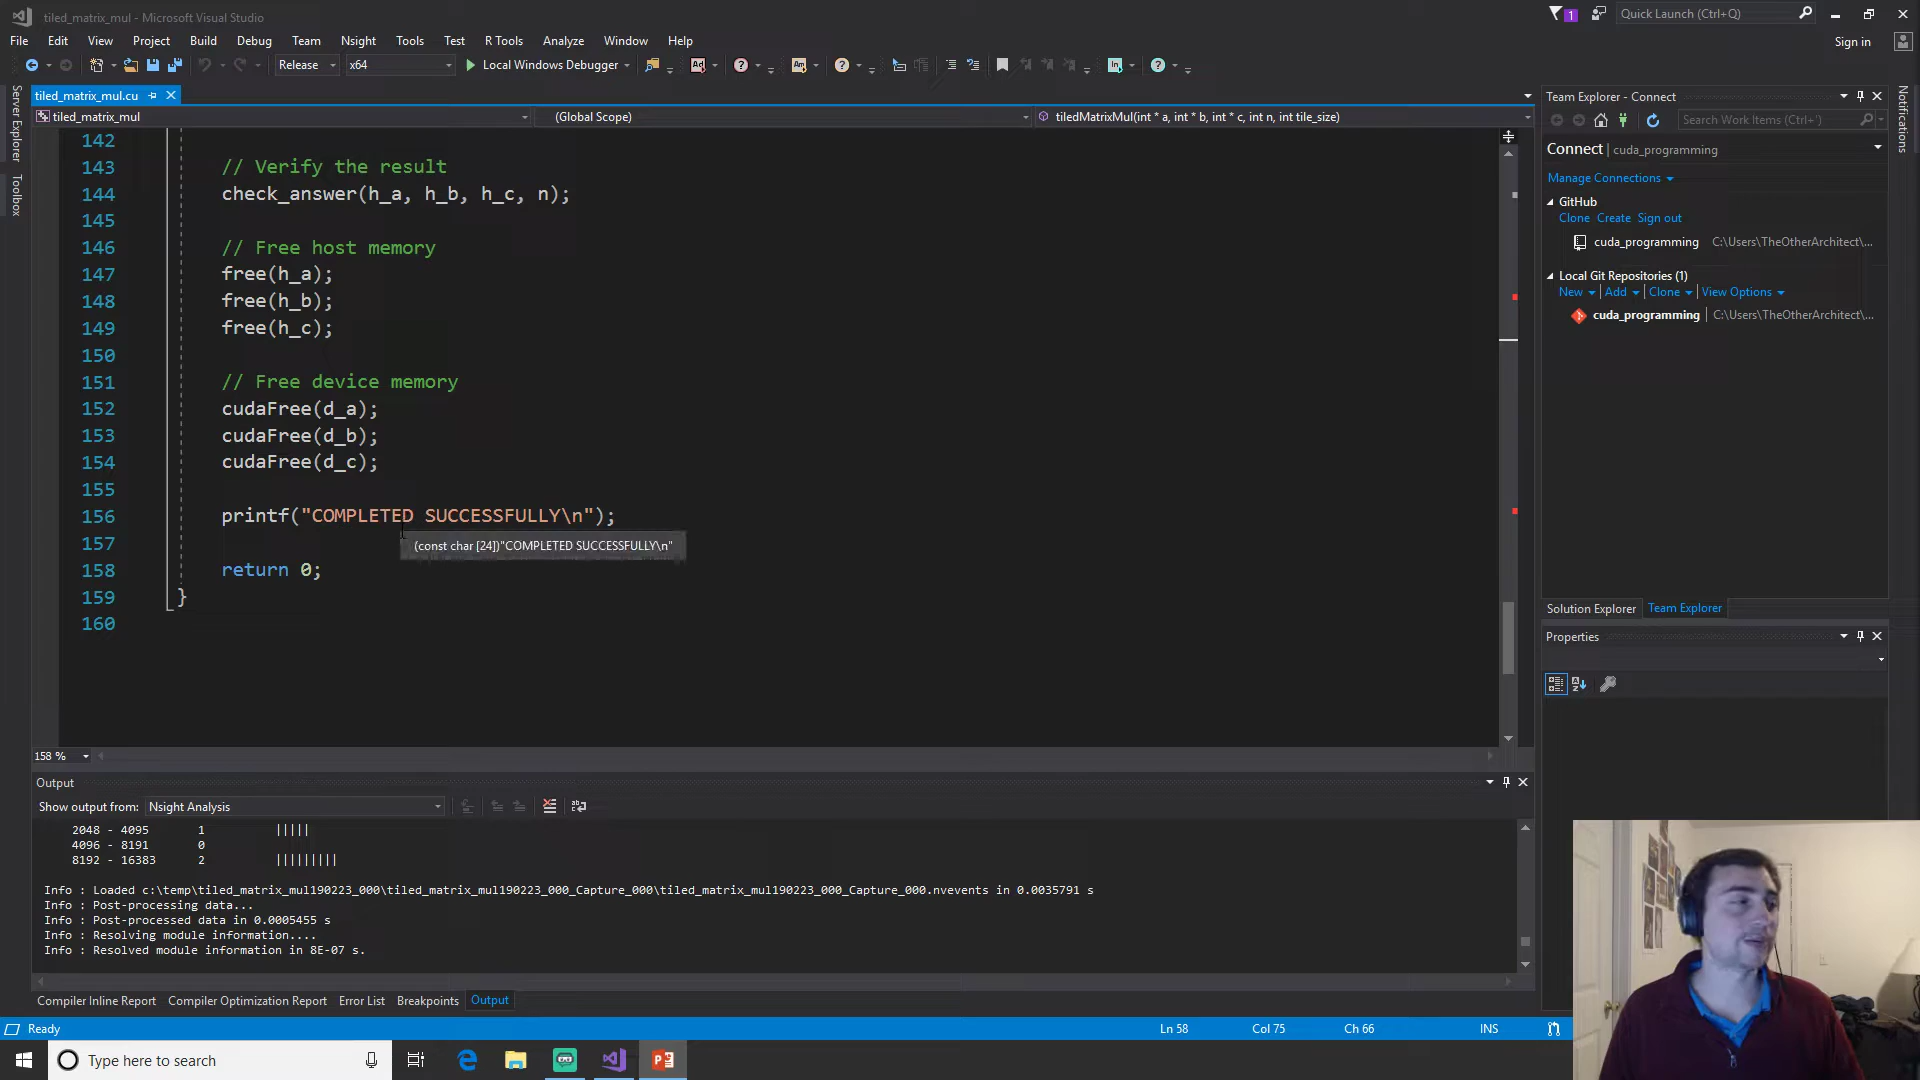 tiled_matrix_mul - Microsoft Visual Studio
1
Quick Launch (Ctrl+Q)
File Edit View Project Build Debug Team Nsight Tools Test R Tools Analyze Window Help
Sign in
Release x64 Local Windows Debugger
Server Explorer
Toolbox
Notifications
tiled_matrix_mul.cu
tiled_matrix_mul (Global Scope) tiledMatrixMul(int * a, int * b, int * c, int n, int tile_size)
142
143 // Verify the result
144 check_answer(h_a, h_b, h_c, n);
145
146 // Free host memory
147 free(h_a);
148 free(h_b);
149 free(h_c);
150
151 // Free device memory
152 cudaFree(d_a);
153 cudaFree(d_b);
154 cudaFree(d_c);
155
156 printf("COMPLETED SUCCESSFULLY\n");
157
(const char [24])"COMPLETED SUCCESSFULLY\n"
158 return 0;
159 }
160
158 %
Team Explorer - Connect
Search Work Items (Ctrl+')
Connect | cuda_programming
Manage Connections
GitHub
Clone Create Sign out
cuda_programming C:\Users\TheOtherArchitect\...
Local Git Repositories (1)
New | Add | Clone | View Options
cuda_programming C:\Users\TheOtherArchitect\...
Solution Explorer Team Explorer
Properties
Output
Show output from: Nsight Analysis
2048 - 4095 1 |||||
4096 - 8191 0
8192 - 16383 2 |||||||||
Info : Loaded c:\temp\tiled_matrix_mul190223_000\tiled_matrix_mul190223_000_Capture_000\tiled_matrix_mul190223_000_Capture_000.nvevents in 0.0035791 s
Info : Post-processing data...
Info : Post-processed data in 0.0005455 s
Info : Resolving module information....
Info : Resolved module information in 8E-07 s.
Compiler Inline Report Compiler Optimization Report Error List Breakpoints Output
Ready Ln 58 Col 75 Ch 66 INS
Type here to search